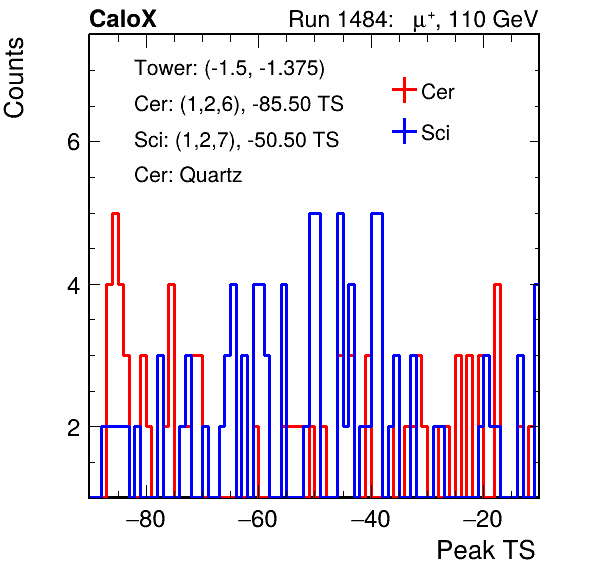 CaloX Run 1484: μ⁺, 110 GeV
Counts
Tower: (-1.5, -1.375)
Cer: (1,2,6), -85.50 TS
Sci: (1,2,7), -50.50 TS
Cer: Quartz
Cer
Sci
6
4
2
−80 −60 −40 −20
Peak TS